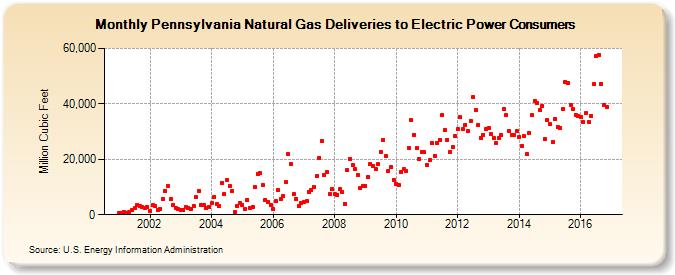 Monthly Pennsylvania Natural Gas Deliveries to Electric Power Consumers
Million Cubic Feet
60,000
40,000
20,000
0
2002 2004 2006 2008 2010 2012 2014 2016
Source: U.S. Energy Information Administration